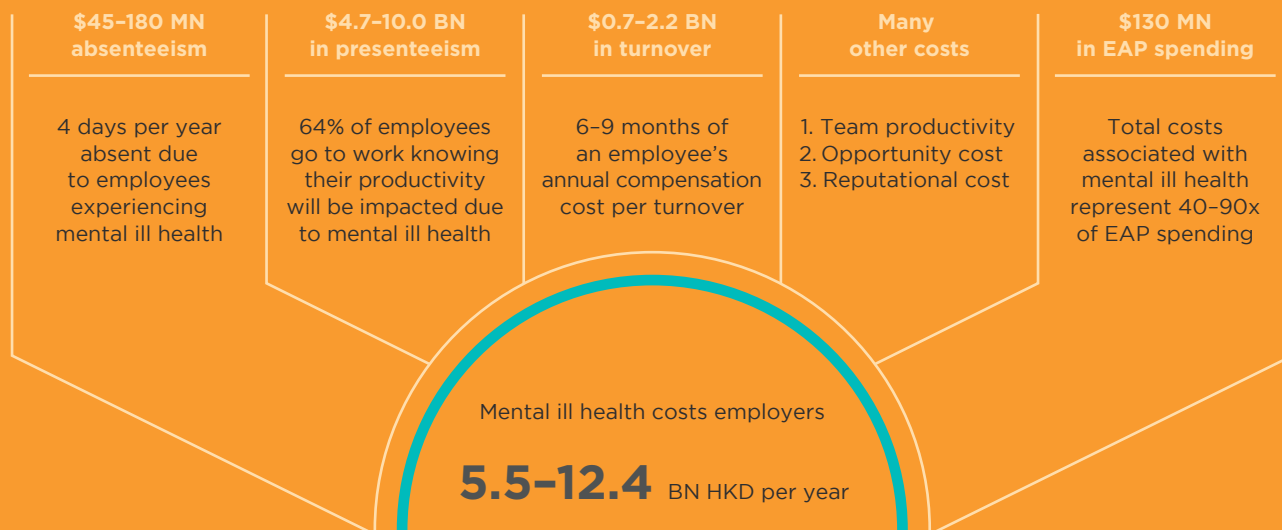 $45–180 MN
absenteeism
4 days per year
absent due
to employees
experiencing
mental ill health
$4.7–10.0 BN
in presenteeism
64% of employees
go to work knowing
their productivity
will be impacted due
to mental ill health
$0.7–2.2 BN
in turnover
6–9 months of
an employee's
annual compensation
cost per turnover
Many
other costs
1. Team productivity
2. Opportunity cost
3. Reputational cost
$130 MN
in EAP spending
Total costs
associated with
mental ill health
represent 40–90x
of EAP spending
Mental ill health costs employers
5.5–12.4 BN HKD per year